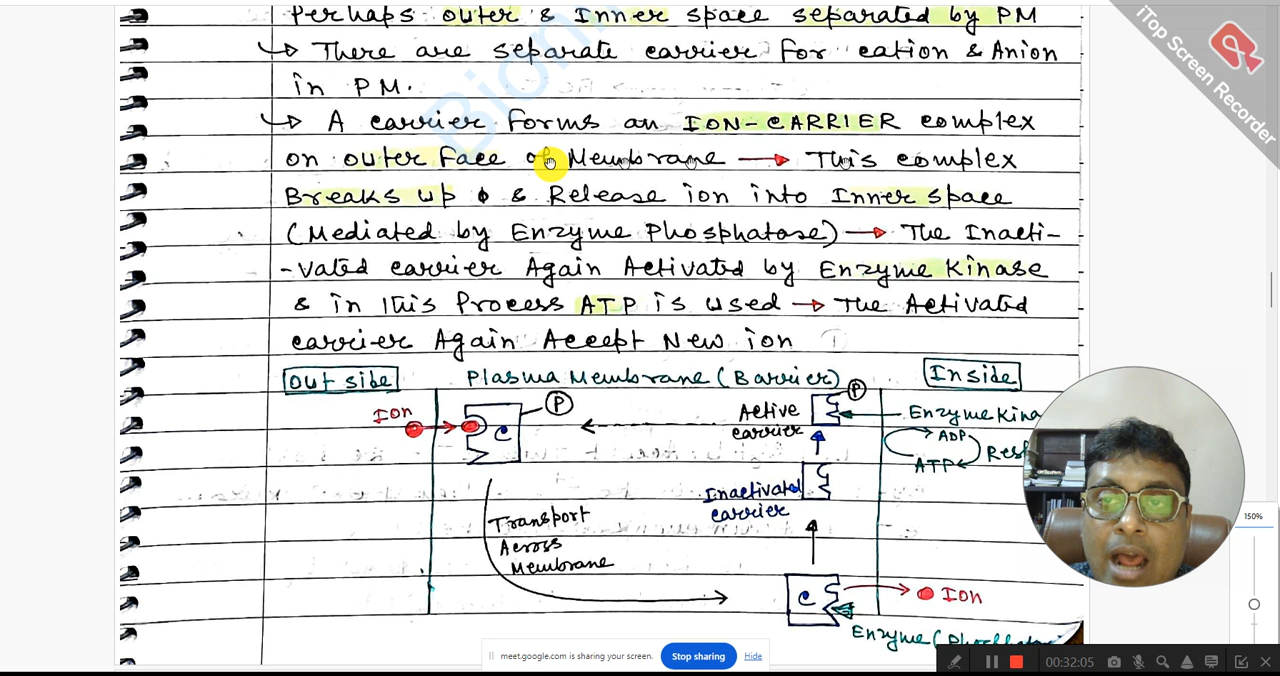 Perhaps outer & Inner space separated by PM
↳ There are separate carrier For cation & Anion
in PM.
↳ A carrier Forms an ION-CARRIER complex
on outer Face of Membrane → This complex
Breaks up & Release ion into Inner space
(Mediated by Enzyme Phosphatase) → The Inacti-
-vated carrier Again Activated by Enzyme Kinase
& in this Process ATP is used → The Activated
carrier Again Accept New ion
Out side
Plasma Membrane (Barrier)
Inside
Ion
P
C
Active
carrier
P
Enzyme Kina
ADP
ATP
Inactivated
carrier
Transport
Across
Membrane
C
Ion
Enzyme
iTop Screen Recorder
150%
meet.google.com is sharing your screen.
Stop sharing
Hide
00:32:05